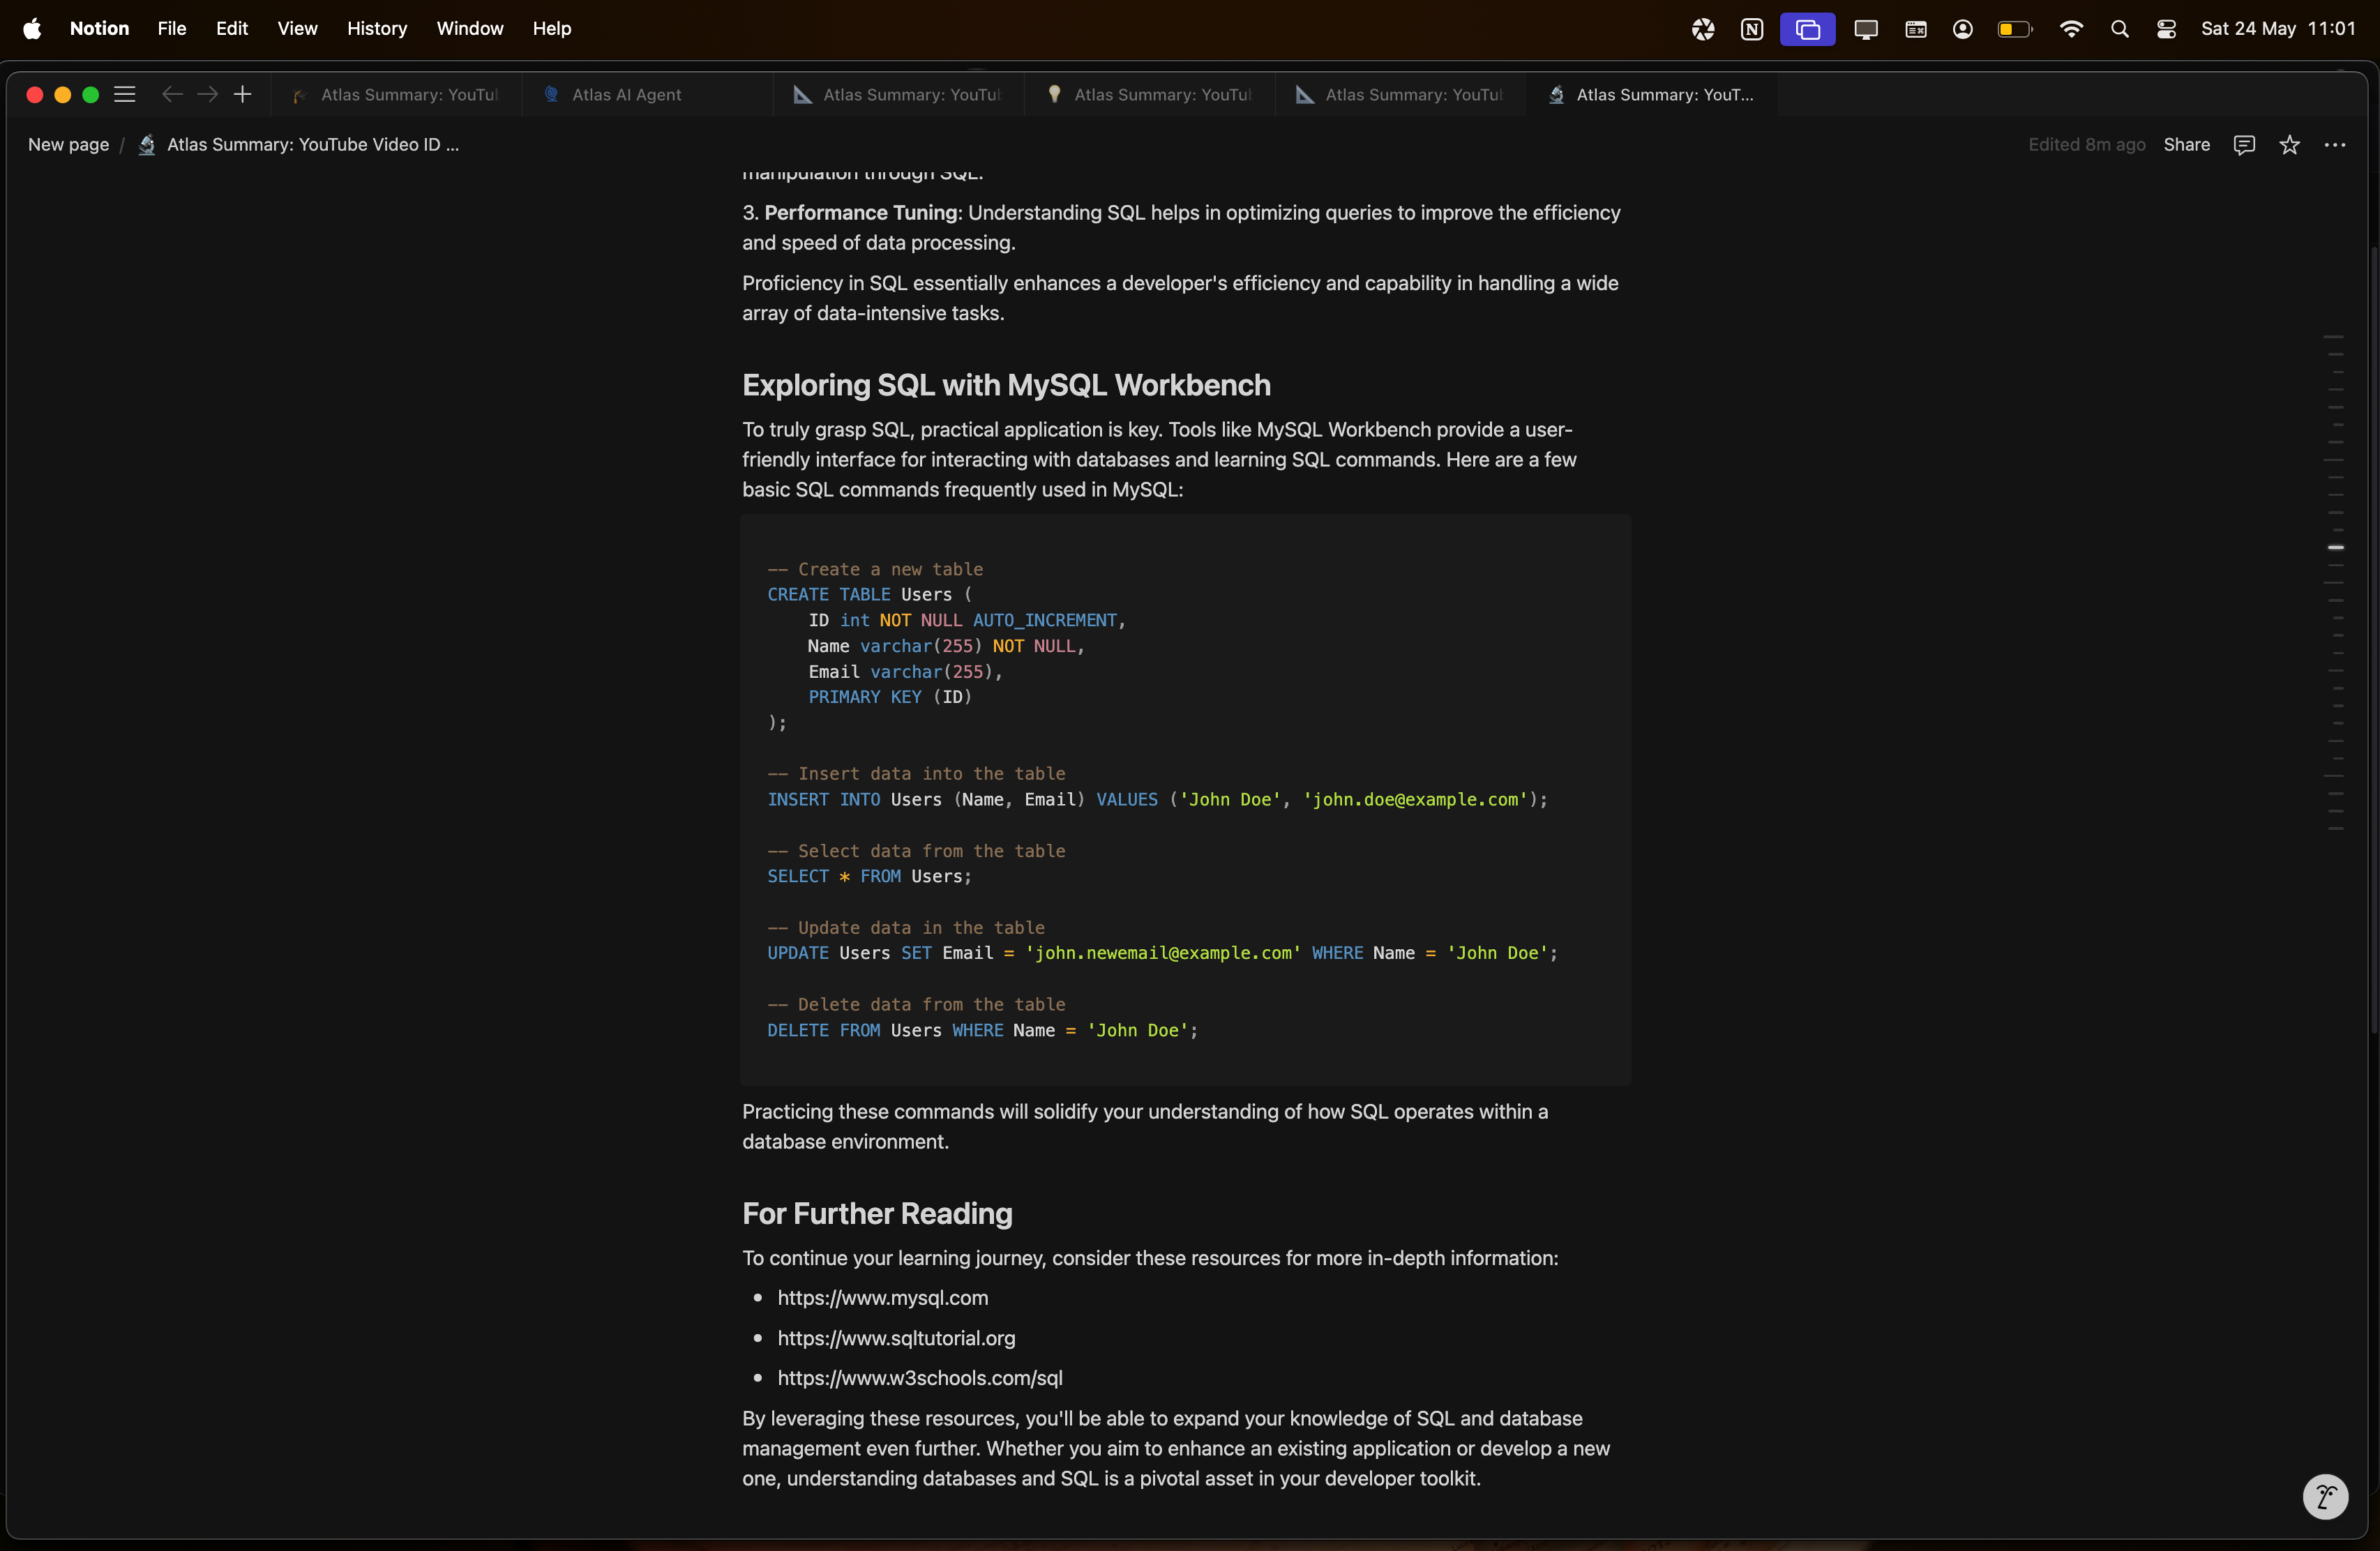 Notion File Edit View History Window Help Sat 24 May 11:01
Atlas Summary: YouTu Atlas AI Agent Atlas Summary: YouTu Atlas Summary: YouTu Atlas Summary: YouTu Atlas Summary: YouT...
New page / Atlas Summary: YouTube Video ID ... Edited 8m ago Share
manipulation through SQL.
3. Performance Tuning: Understanding SQL helps in optimizing queries to improve the efficiency
and speed of data processing.
Proficiency in SQL essentially enhances a developer's efficiency and capability in handling a wide
array of data-intensive tasks.
Exploring SQL with MySQL Workbench
To truly grasp SQL, practical application is key. Tools like MySQL Workbench provide a user-
friendly interface for interacting with databases and learning SQL commands. Here are a few
basic SQL commands frequently used in MySQL:
-- Create a new table
CREATE TABLE Users (
    ID int NOT NULL AUTO_INCREMENT,
    Name varchar(255) NOT NULL,
    Email varchar(255),
    PRIMARY KEY (ID)
);
-- Insert data into the table
INSERT INTO Users (Name, Email) VALUES ('John Doe', 'john.doe@example.com');
-- Select data from the table
SELECT * FROM Users;
-- Update data in the table
UPDATE Users SET Email = 'john.newemail@example.com' WHERE Name = 'John Doe';
-- Delete data from the table
DELETE FROM Users WHERE Name = 'John Doe';
Practicing these commands will solidify your understanding of how SQL operates within a
database environment.
For Further Reading
To continue your learning journey, consider these resources for more in-depth information:
• https://www.mysql.com
• https://www.sqltutorial.org
• https://www.w3schools.com/sql
By leveraging these resources, you'll be able to expand your knowledge of SQL and database
management even further. Whether you aim to enhance an existing application or develop a new
one, understanding databases and SQL is a pivotal asset in your developer toolkit.